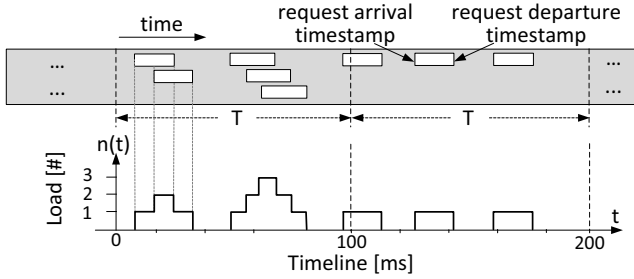 time
request arrival timestamp
request departure timestamp
...
...
...
...
T
T
n(t)
Load [#]
3
2
1
t
0
100
200
Timeline [ms]